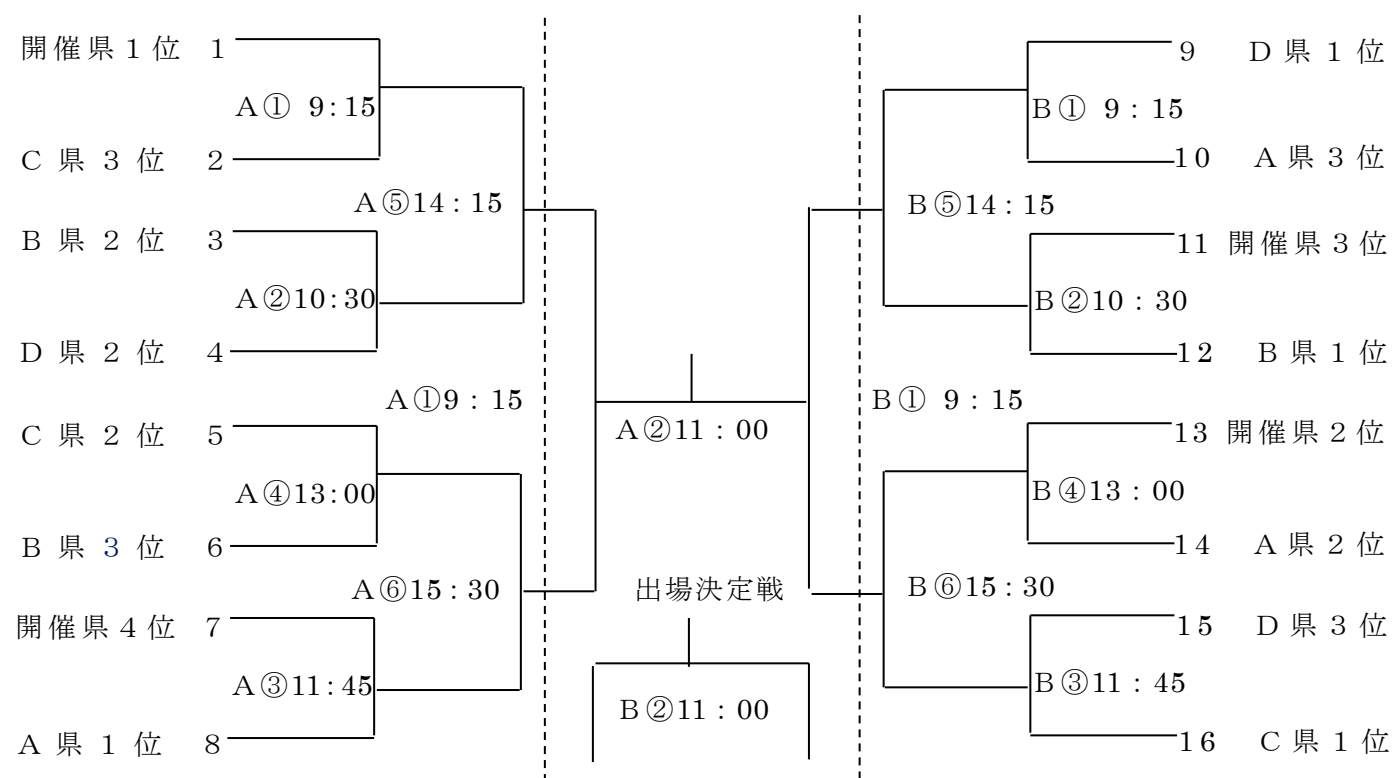 開催県1位 1
A① 9:15
C県3位 2
A⑤14:15
B県2位 3
A②10:30
D県2位 4
A①9:15
C県2位 5
A④13:00
B県3位 6
A⑥15:30
開催県4位 7
A③11:45
A県1位 8
A②11:00
出場決定戦
B②11:00
9 D県1位
B① 9:15
10 A県3位
B⑤14:15
11 開催県3位
B②10:30
12 B県1位
B① 9:15
13 開催県2位
B④13:00
14 A県2位
B⑥15:30
15 D県3位
B③11:45
16 C県1位